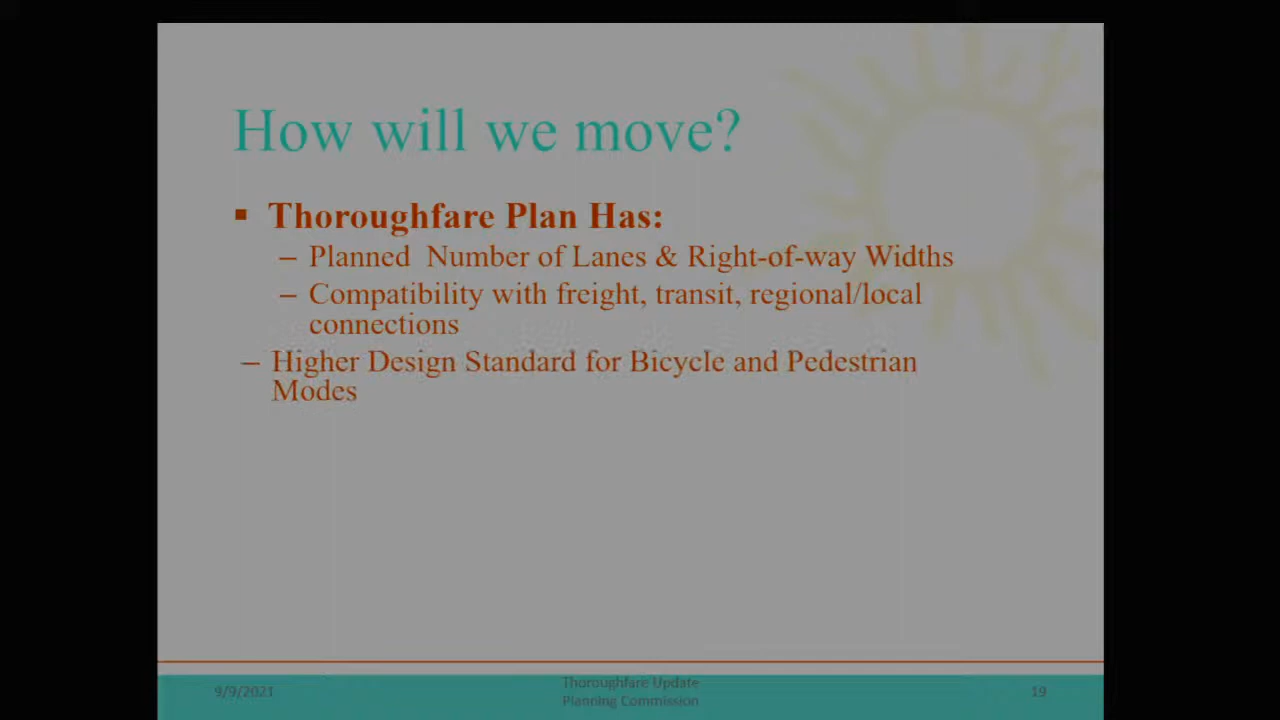 How will we move?
▪ Thoroughfare Plan Has:
– Planned Number of Lanes & Right-of-way Widths
– Compatibility with freight, transit, regional/local
connections
– Higher Design Standard for Bicycle and Pedestrian
Modes
9/9/2021
Thoroughfare Update
Planning Commission
19